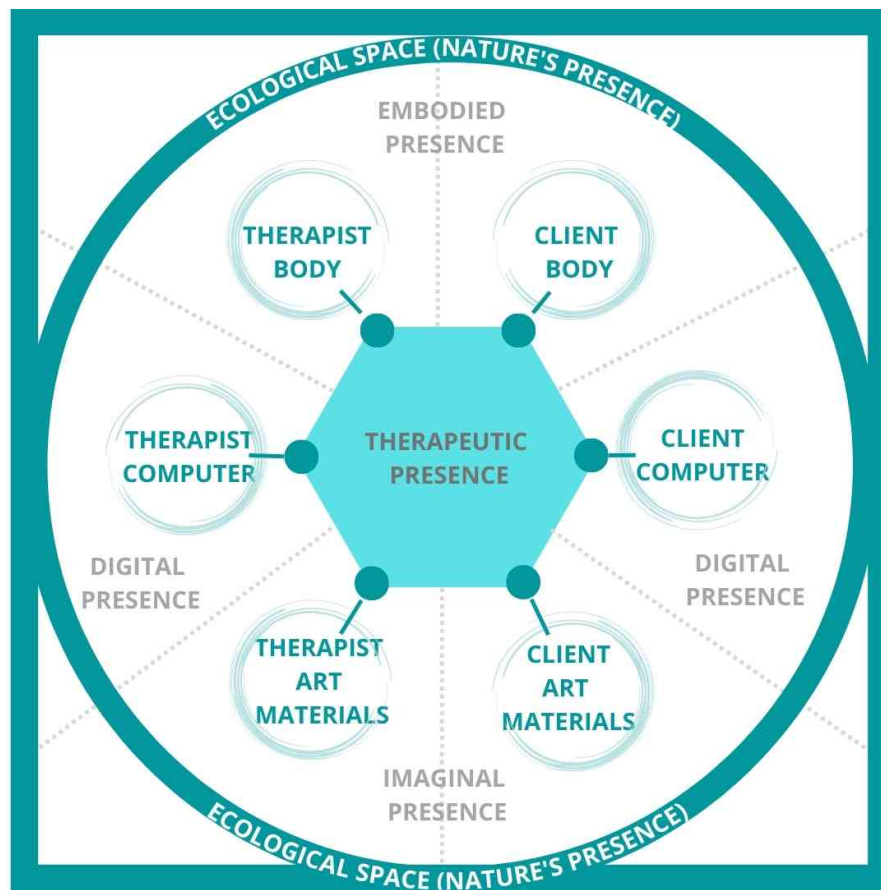 ECOLOGICAL SPACE (NATURE'S PRESENCE)
EMBODIED
PRESENCE
THERAPIST
BODY
CLIENT
BODY
THERAPIST
COMPUTER
THERAPEUTIC
PRESENCE
CLIENT
COMPUTER
DIGITAL
PRESENCE
DIGITAL
PRESENCE
THERAPIST
ART
MATERIALS
CLIENT
ART
MATERIALS
IMAGINAL
PRESENCE
ECOLOGICAL SPACE (NATURE'S PRESENCE)